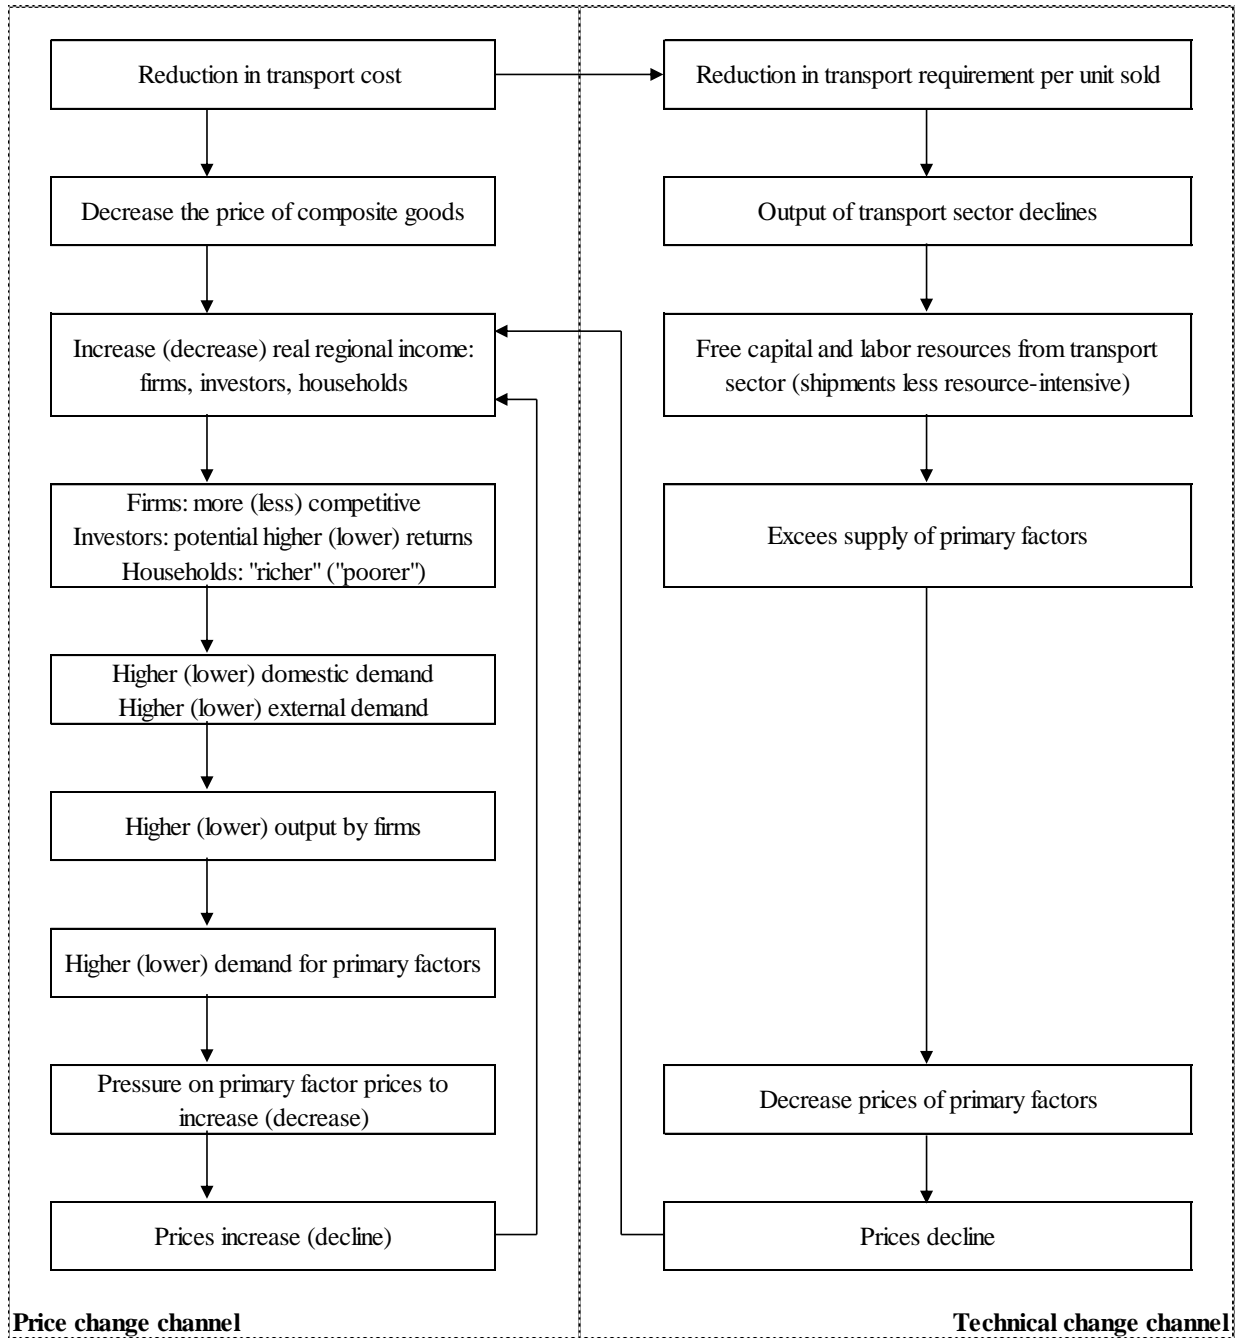 Reduction in transport cost
Decrease the price of composite goods
Increase (decrease) real regional income:
firms, investors, households
Firms: more (less) competitive
Investors: potential higher (lower) returns
Households: "richer" ("poorer")
Higher (lower) domestic demand
Higher (lower) external demand
Higher (lower) output by firms
Higher (lower) demand for primary factors
Pressure on primary factor prices to
increase (decrease)
Prices increase (decline)
Price change channel
Reduction in transport requirement per unit sold
Output of transport sector declines
Free capital and labor resources from transport
sector (shipments less resource-intensive)
Excees supply of primary factors
Decrease prices of primary factors
Prices decline
Technical change channel